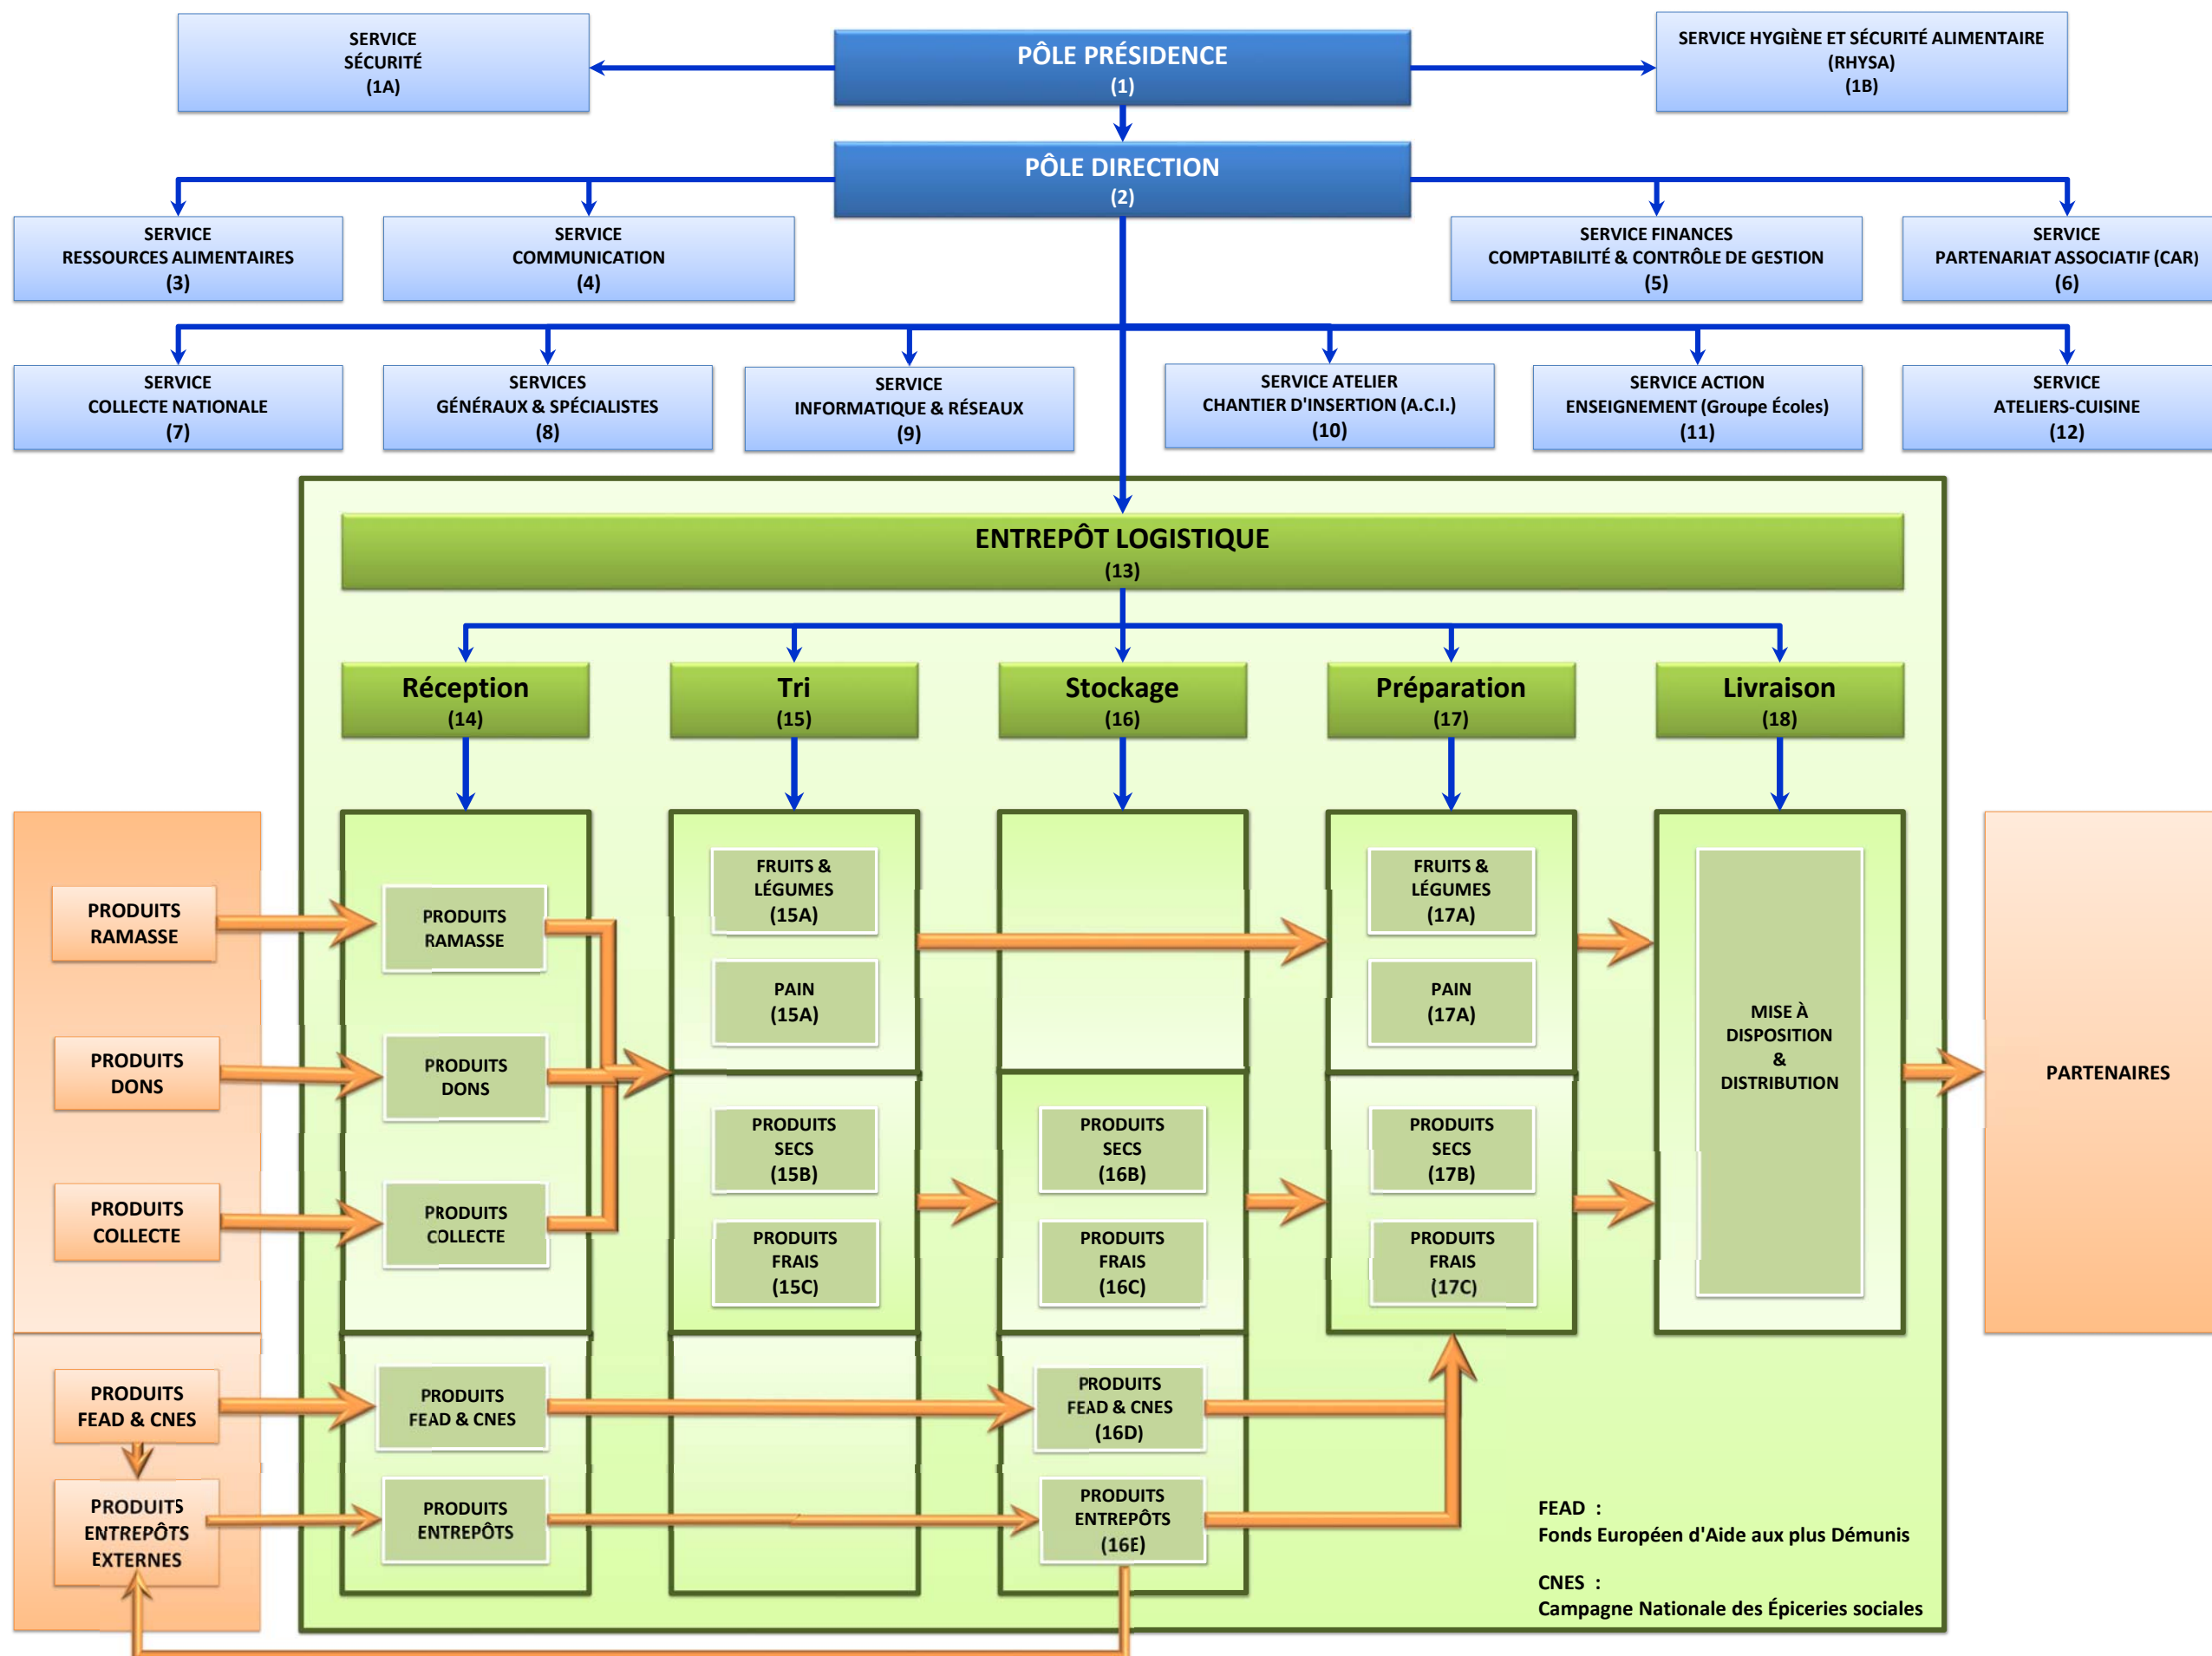 SERVICE
SÉCURITÉ
(1A)
PÔLE PRÉSIDENCE
(1)
SERVICE HYGIÈNE ET SÉCURITÉ ALIMENTAIRE
(RHYSA)
(1B)
PÔLE DIRECTION
(2)
SERVICE
RESSOURCES ALIMENTAIRES
(3)
SERVICE
COMMUNICATION
(4)
SERVICE FINANCES
COMPTABILITÉ & CONTRÔLE DE GESTION
(5)
SERVICE
PARTENARIAT ASSOCIATIF (CAR)
(6)
SERVICE
COLLECTE NATIONALE
(7)
SERVICES
GÉNÉRAUX & SPÉCIALISTES
(8)
SERVICE
INFORMATIQUE & RÉSEAUX
(9)
SERVICE ATELIER
CHANTIER D'INSERTION (A.C.I.)
(10)
SERVICE ACTION
ENSEIGNEMENT (Groupe Écoles)
(11)
SERVICE
ATELIERS-CUISINE
(12)
ENTREPÔT LOGISTIQUE
(13)
Réception
(14)
Tri
(15)
Stockage
(16)
Préparation
(17)
Livraison
(18)
PRODUITS
RAMASSE
PRODUITS
DONS
PRODUITS
COLLECTE
PRODUITS
FEAD & CNES
PRODUITS
ENTREPÔTS
EXTERNES
PRODUITS
RAMASSE
PRODUITS
DONS
PRODUITS
COLLECTE
PRODUITS
FEAD & CNES
PRODUITS
ENTREPÔTS
FRUITS &
LÉGUMES
(15A)
PAIN
(15A)
PRODUITS
SECS
(15B)
PRODUITS
FRAIS
(15C)
PRODUITS
SECS
(16B)
PRODUITS
FRAIS
(16C)
PRODUITS
FEAD & CNES
(16D)
PRODUITS
ENTREPÔTS
(16E)
FRUITS &
LÉGUMES
(17A)
PAIN
(17A)
PRODUITS
SECS
(17B)
PRODUITS
FRAIS
(17C)
MISE À
DISPOSITION
&
DISTRIBUTION
PARTENAIRES
FEAD :
Fonds Européen d'Aide aux plus Démunis
CNES :
Campagne Nationale des Épiceries sociales